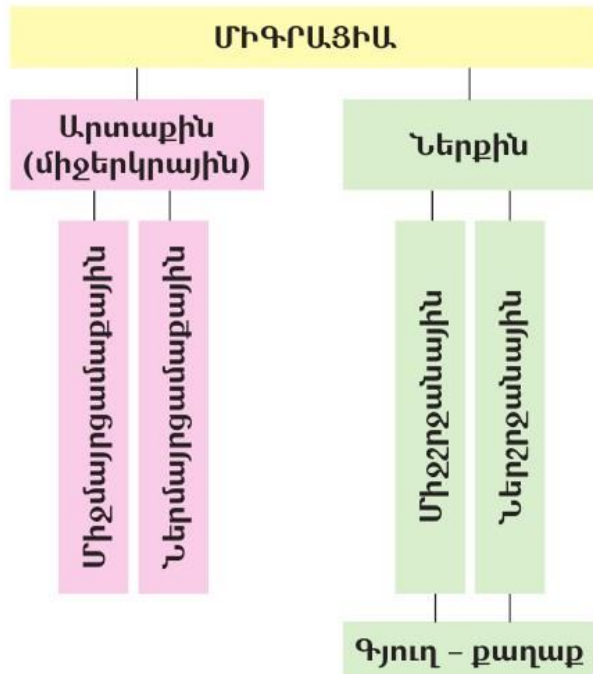 ՄԻԳՐԱՑԻԱ
Արտաքին
(միջերկրային)
Ներքին
Միջմայրցամաքային
Ներմայրցամաքային
Միջշրջանային
Ներշրջանային
Գյուղ – քաղաք